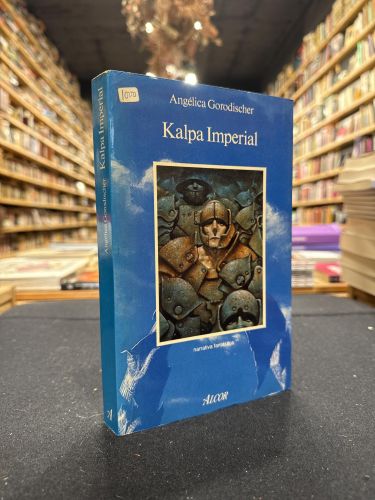 Angélica Gorodischer
Kalpa Imperial
narrativa fantástica
ALCOR
Kalpa Imperial
Angélica Gorodischer